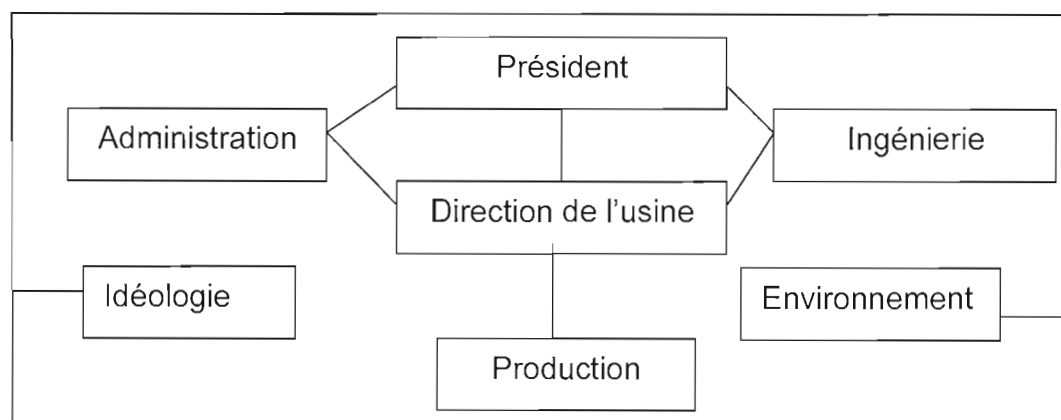 Président
Administration
Ingénierie
Direction de l'usine
Idéologie
Environnement
Production